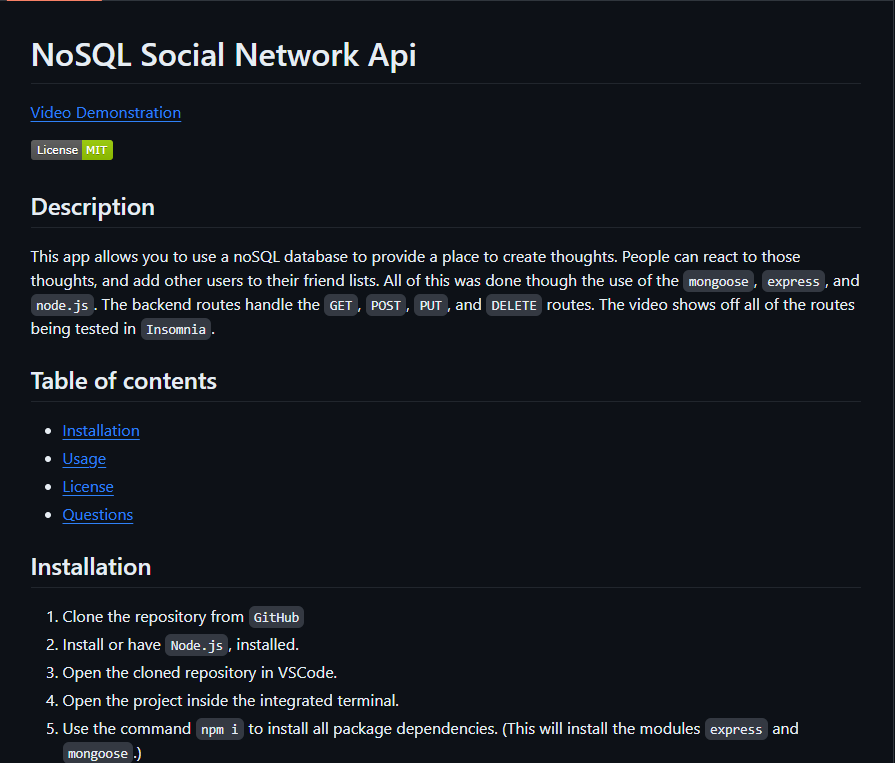 NoSQL Social Network Api
Video Demonstration
License MIT
Description
This app allows you to use a noSQL database to provide a place to create thoughts. People can react to those
thoughts, and add other users to their friend lists. All of this was done though the use of the mongoose, express, and
node.js. The backend routes handle the GET, POST, PUT, and DELETE routes. The video shows off all of the routes
being tested in Insomnia.
Table of contents
• Installation
• Usage
• License
• Questions
Installation
1. Clone the repository from GitHub
2. Install or have Node.js, installed.
3. Open the cloned repository in VSCode.
4. Open the project inside the integrated terminal.
5. Use the command npm i to install all package dependencies. (This will install the modules express and
mongoose.)